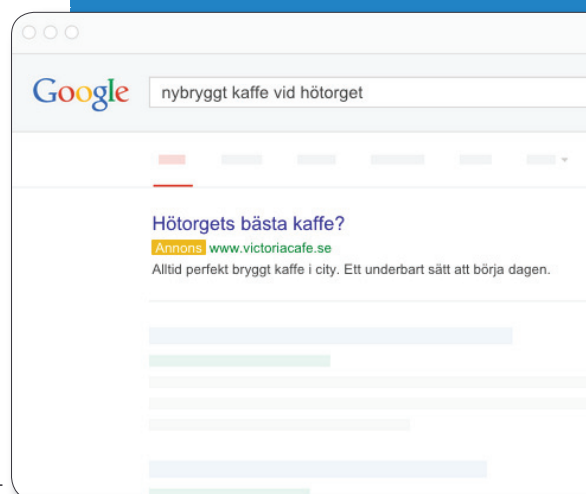 Google
nybryggt kaffe vid hötorget
Hötorgets bästa kaffe?
Annons www.victoriacafe.se
Alltid perfekt bryggt kaffe i city. Ett underbart sätt att börja dagen.